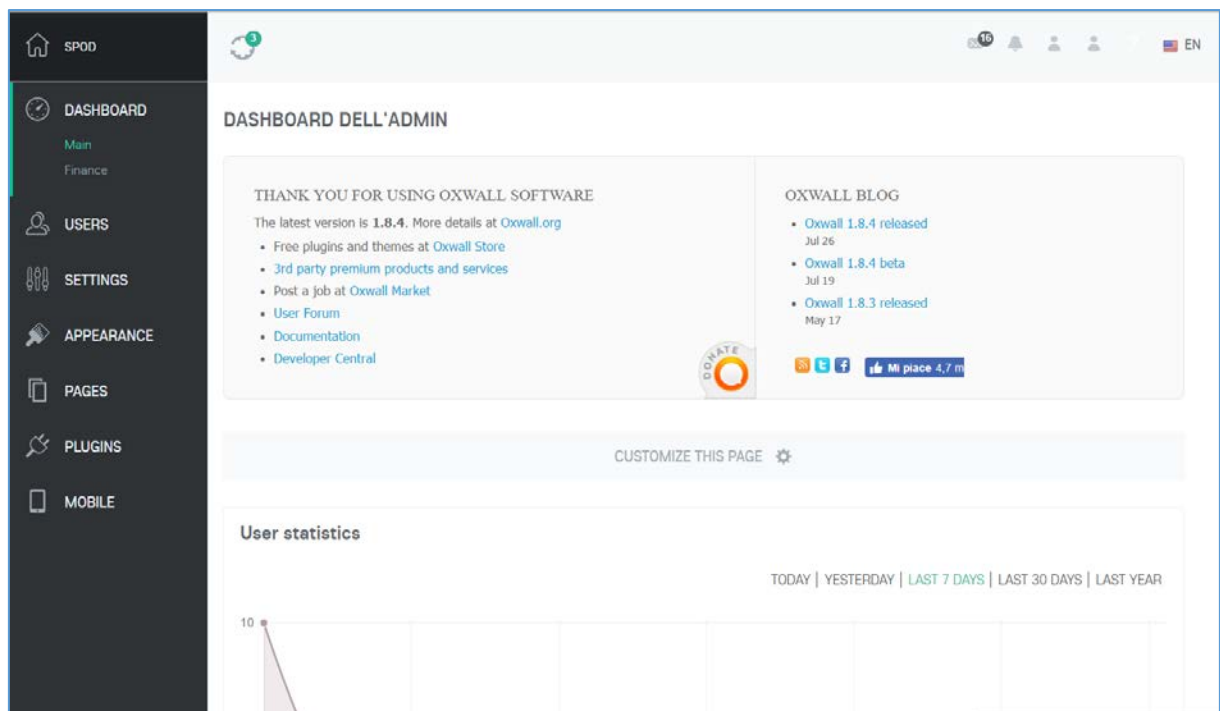 SPOD
3
16
EN
DASHBOARD
Main
Finance
USERS
SETTINGS
APPEARANCE
PAGES
PLUGINS
MOBILE
DASHBOARD DELL'ADMIN
THANK YOU FOR USING OXWALL SOFTWARE
The latest version is 1.8.4. More details at Oxwall.org
• Free plugins and themes at Oxwall Store
• 3rd party premium products and services
• Post a job at Oxwall Market
• User Forum
• Documentation
• Developer Central
DONATE
OXWALL BLOG
• Oxwall 1.8.4 released
Jul 26
• Oxwall 1.8.4 beta
Jul 19
• Oxwall 1.8.3 released
May 17
Mi piace 4,7 m
CUSTOMIZE THIS PAGE
User statistics
TODAY | YESTERDAY | LAST 7 DAYS | LAST 30 DAYS | LAST YEAR
10